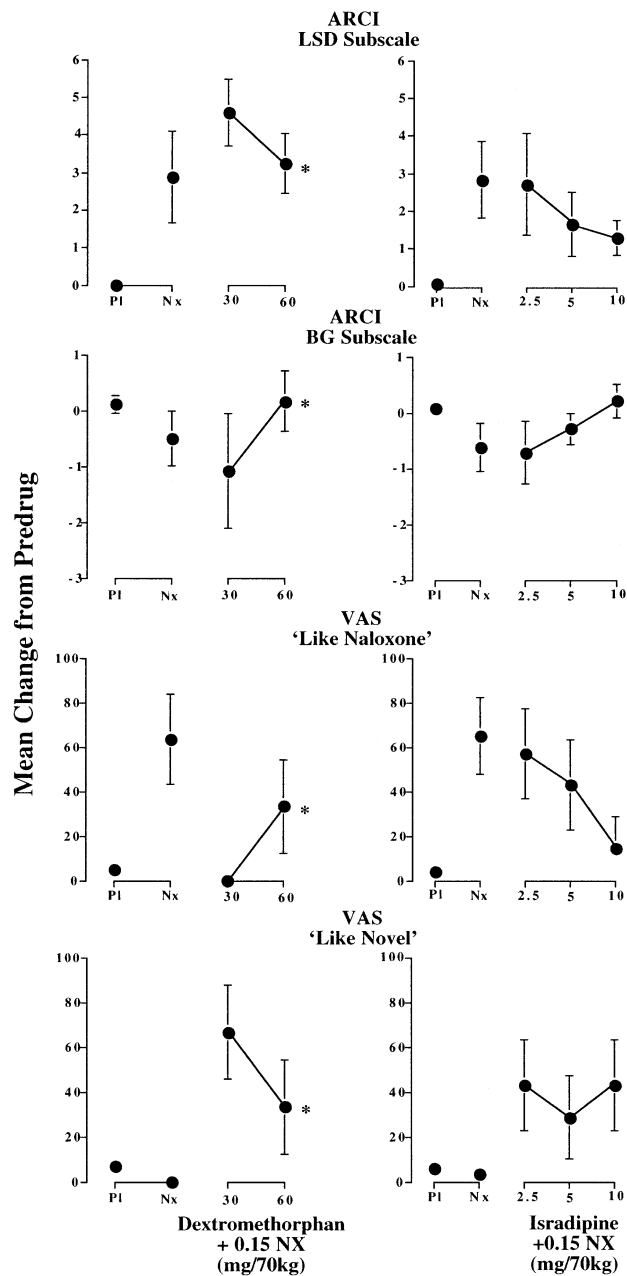 ARCI
LSD Subscale
6
5
4
3
2
1
0
Pl
Nx
30
60
*
6
5
4
3
2
1
0
Pl
Nx
2.5
5
10
ARCI
BG Subscale
1
0
-1
-2
-3
Pl
Nx
30
60
*
1
0
-1
-2
-3
Pl
Nx
2.5
5
10
Mean Change from Predrug
VAS
‘Like Naloxone’
100
80
60
40
20
0
Pl
Nx
30
60
*
100
80
60
40
20
0
Pl
Nx
2.5
5
10
VAS
‘Like Novel’
100
80
60
40
20
0
Pl
Nx
30
60
*
100
80
60
40
20
0
Pl
Nx
2.5
5
10
Dextromethorphan
+ 0.15 NX
(mg/70kg)
Isradipine
+0.15 NX
(mg/70kg)